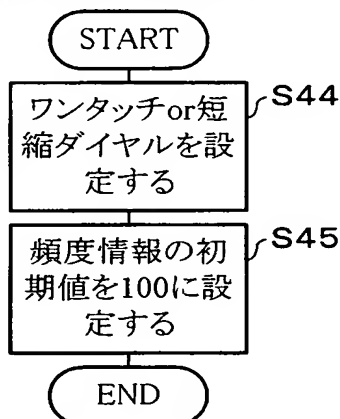 START
ワンタッチor短
縮ダイヤルを設
定する
S44
頻度情報の初
期値を100に設
定する
S45
END